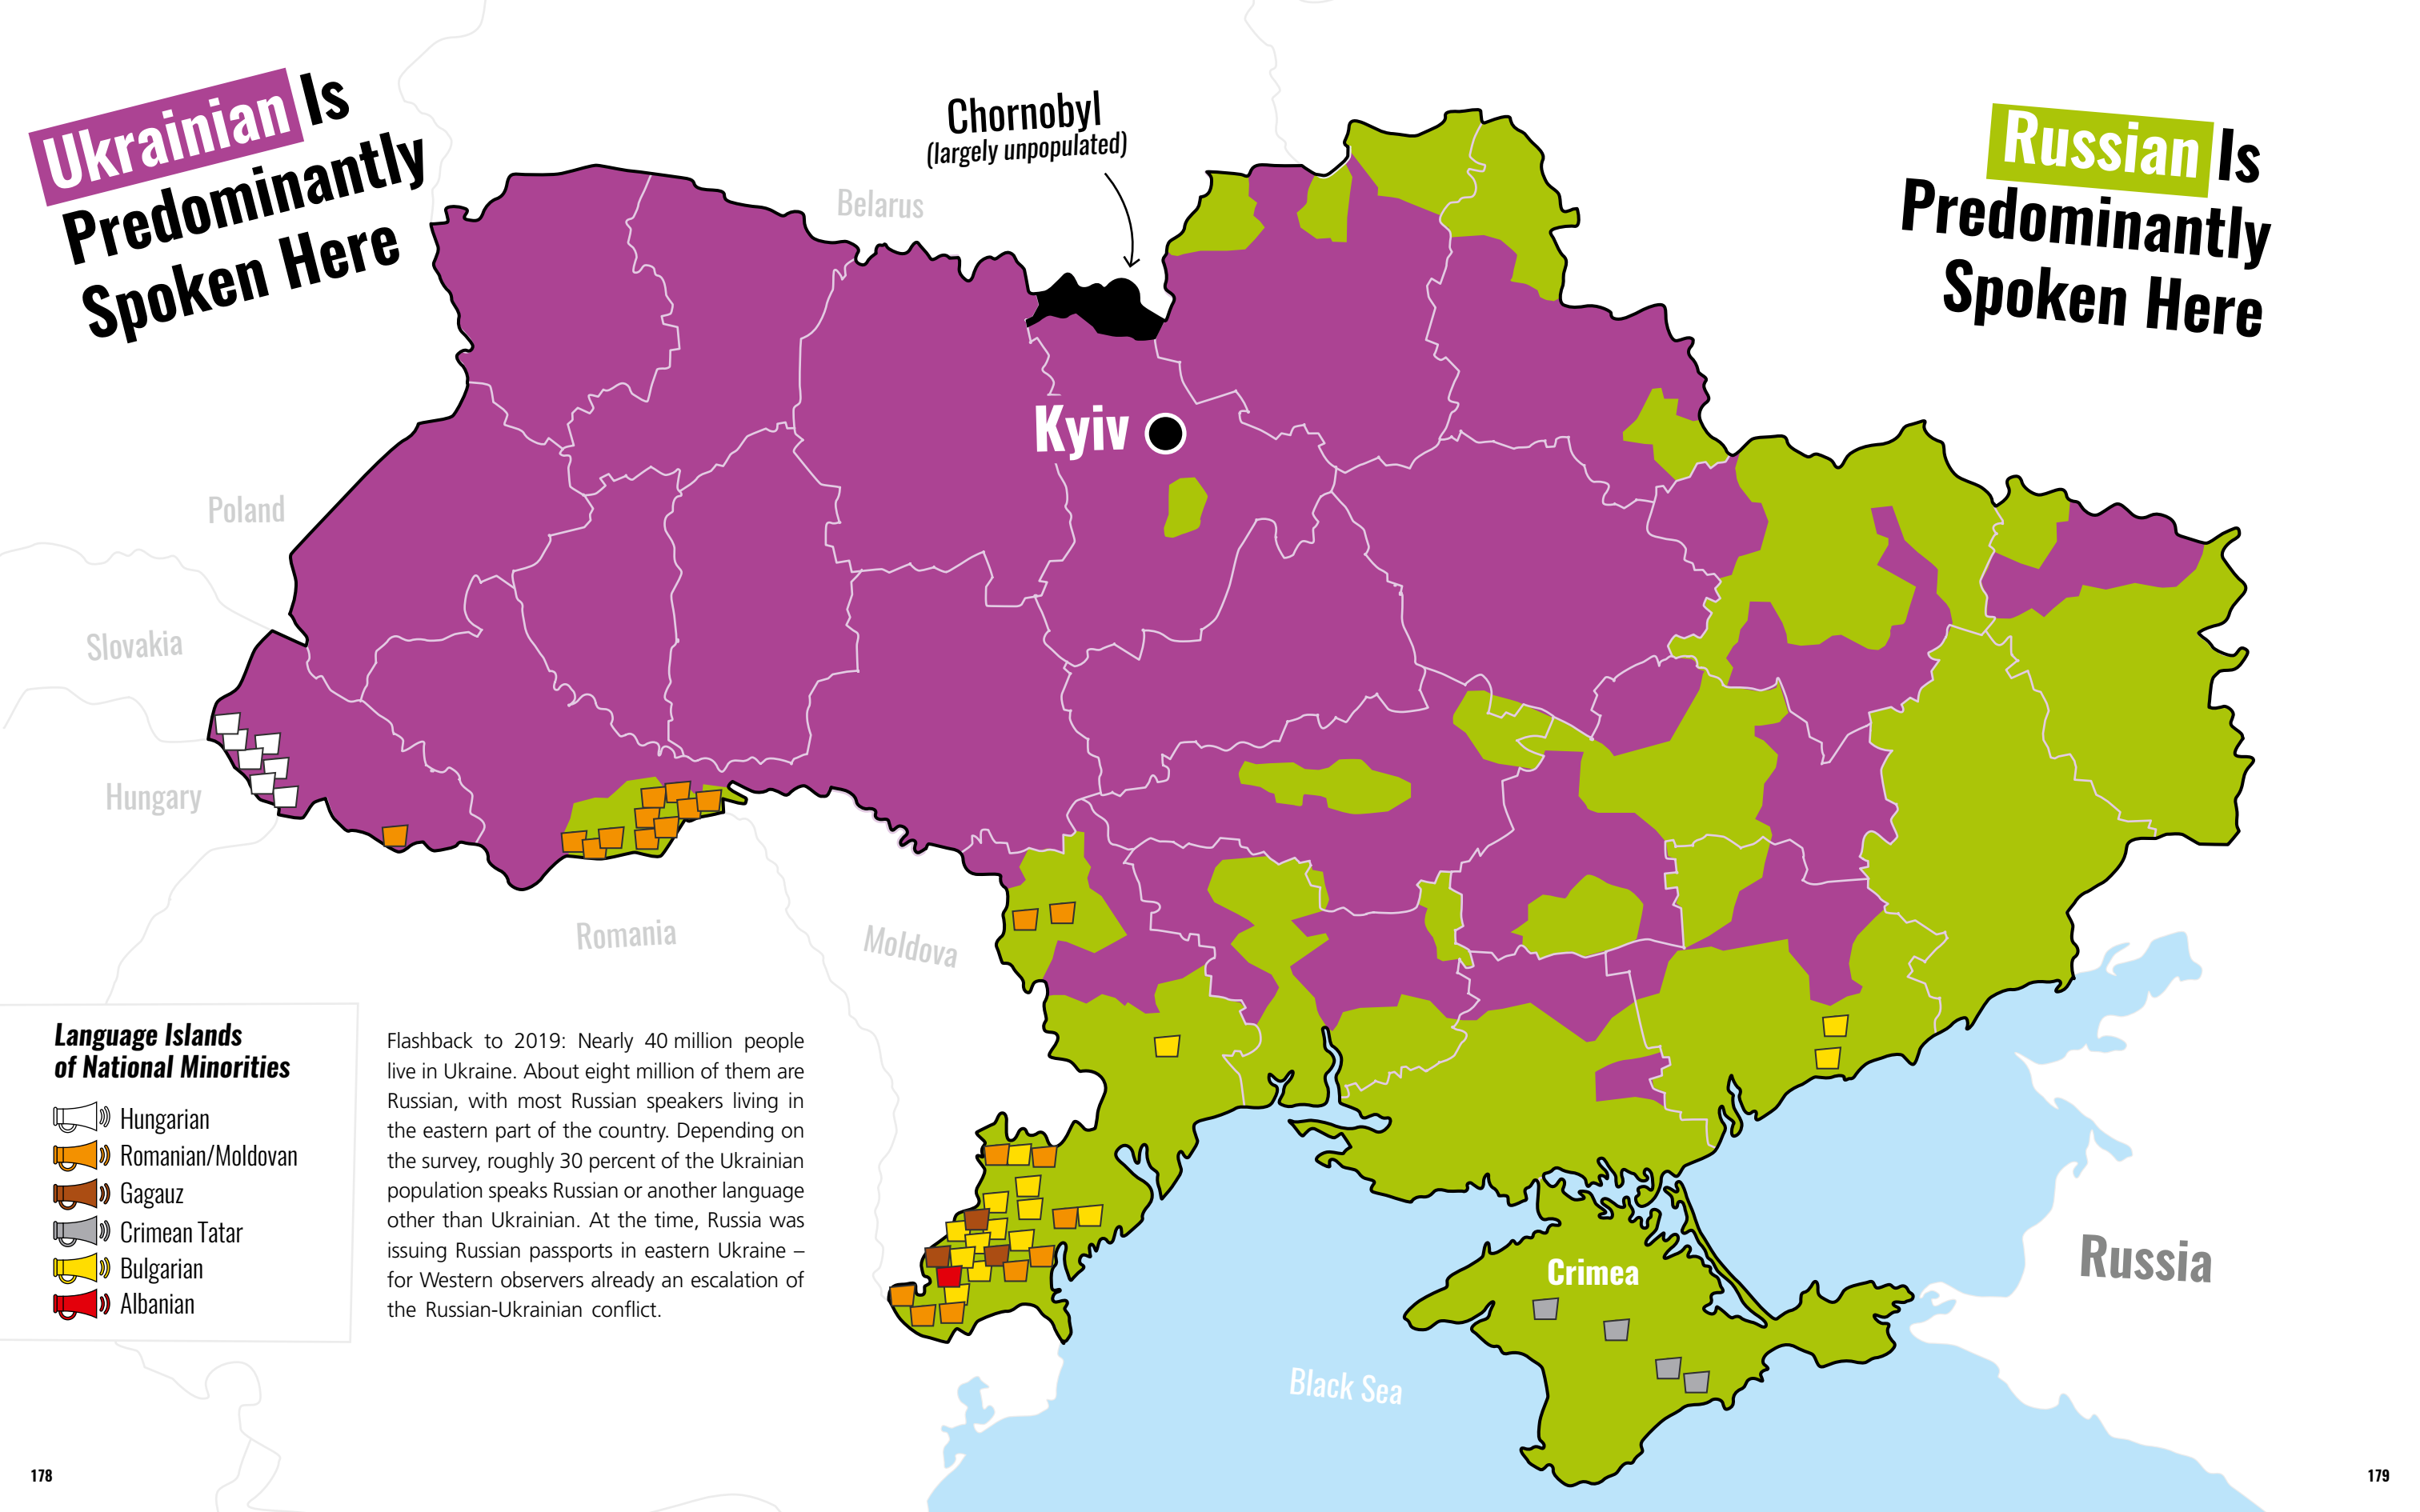 Ukrainian Is
Predominantly
Spoken Here
Chornobyl
(largely unpopulated)
Russian Is
Predominantly
Spoken Here
Belarus
Kyiv
Poland
Slovakia
Hungary
Romania
Moldova
Crimea
Russia
Black Sea
Language Islands
of National Minorities
Hungarian
Romanian/Moldovan
Gagauz
Crimean Tatar
Bulgarian
Albanian
Flashback to 2019: Nearly 40 million people
live in Ukraine. About eight million of them are
Russian, with most Russian speakers living in
the eastern part of the country. Depending on
the survey, roughly 30 percent of the Ukrainian
population speaks Russian or another language
other than Ukrainian. At the time, Russia was
issuing Russian passports in eastern Ukraine –
for Western observers already an escalation of
the Russian-Ukrainian conflict.
178
179